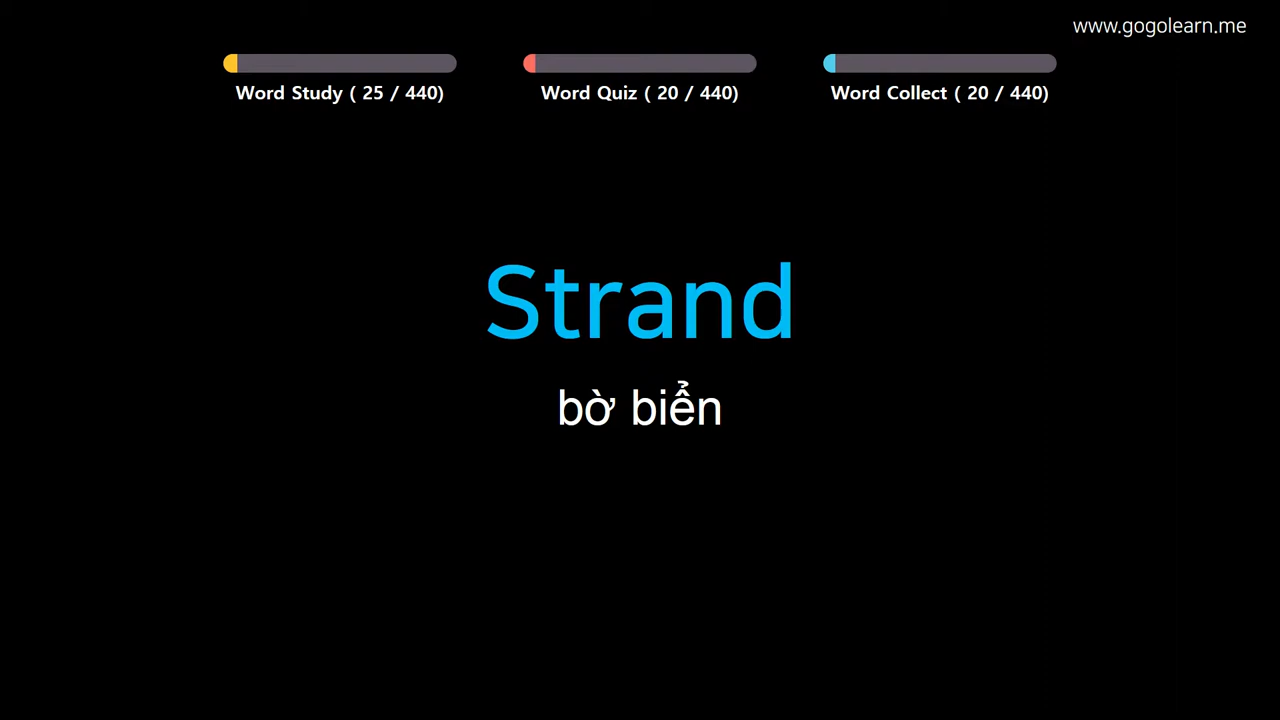 www.gogolearn.me
Word Study ( 25 / 440)
Word Quiz ( 20 / 440)
Word Collect ( 20 / 440)
Strand
bờ biển